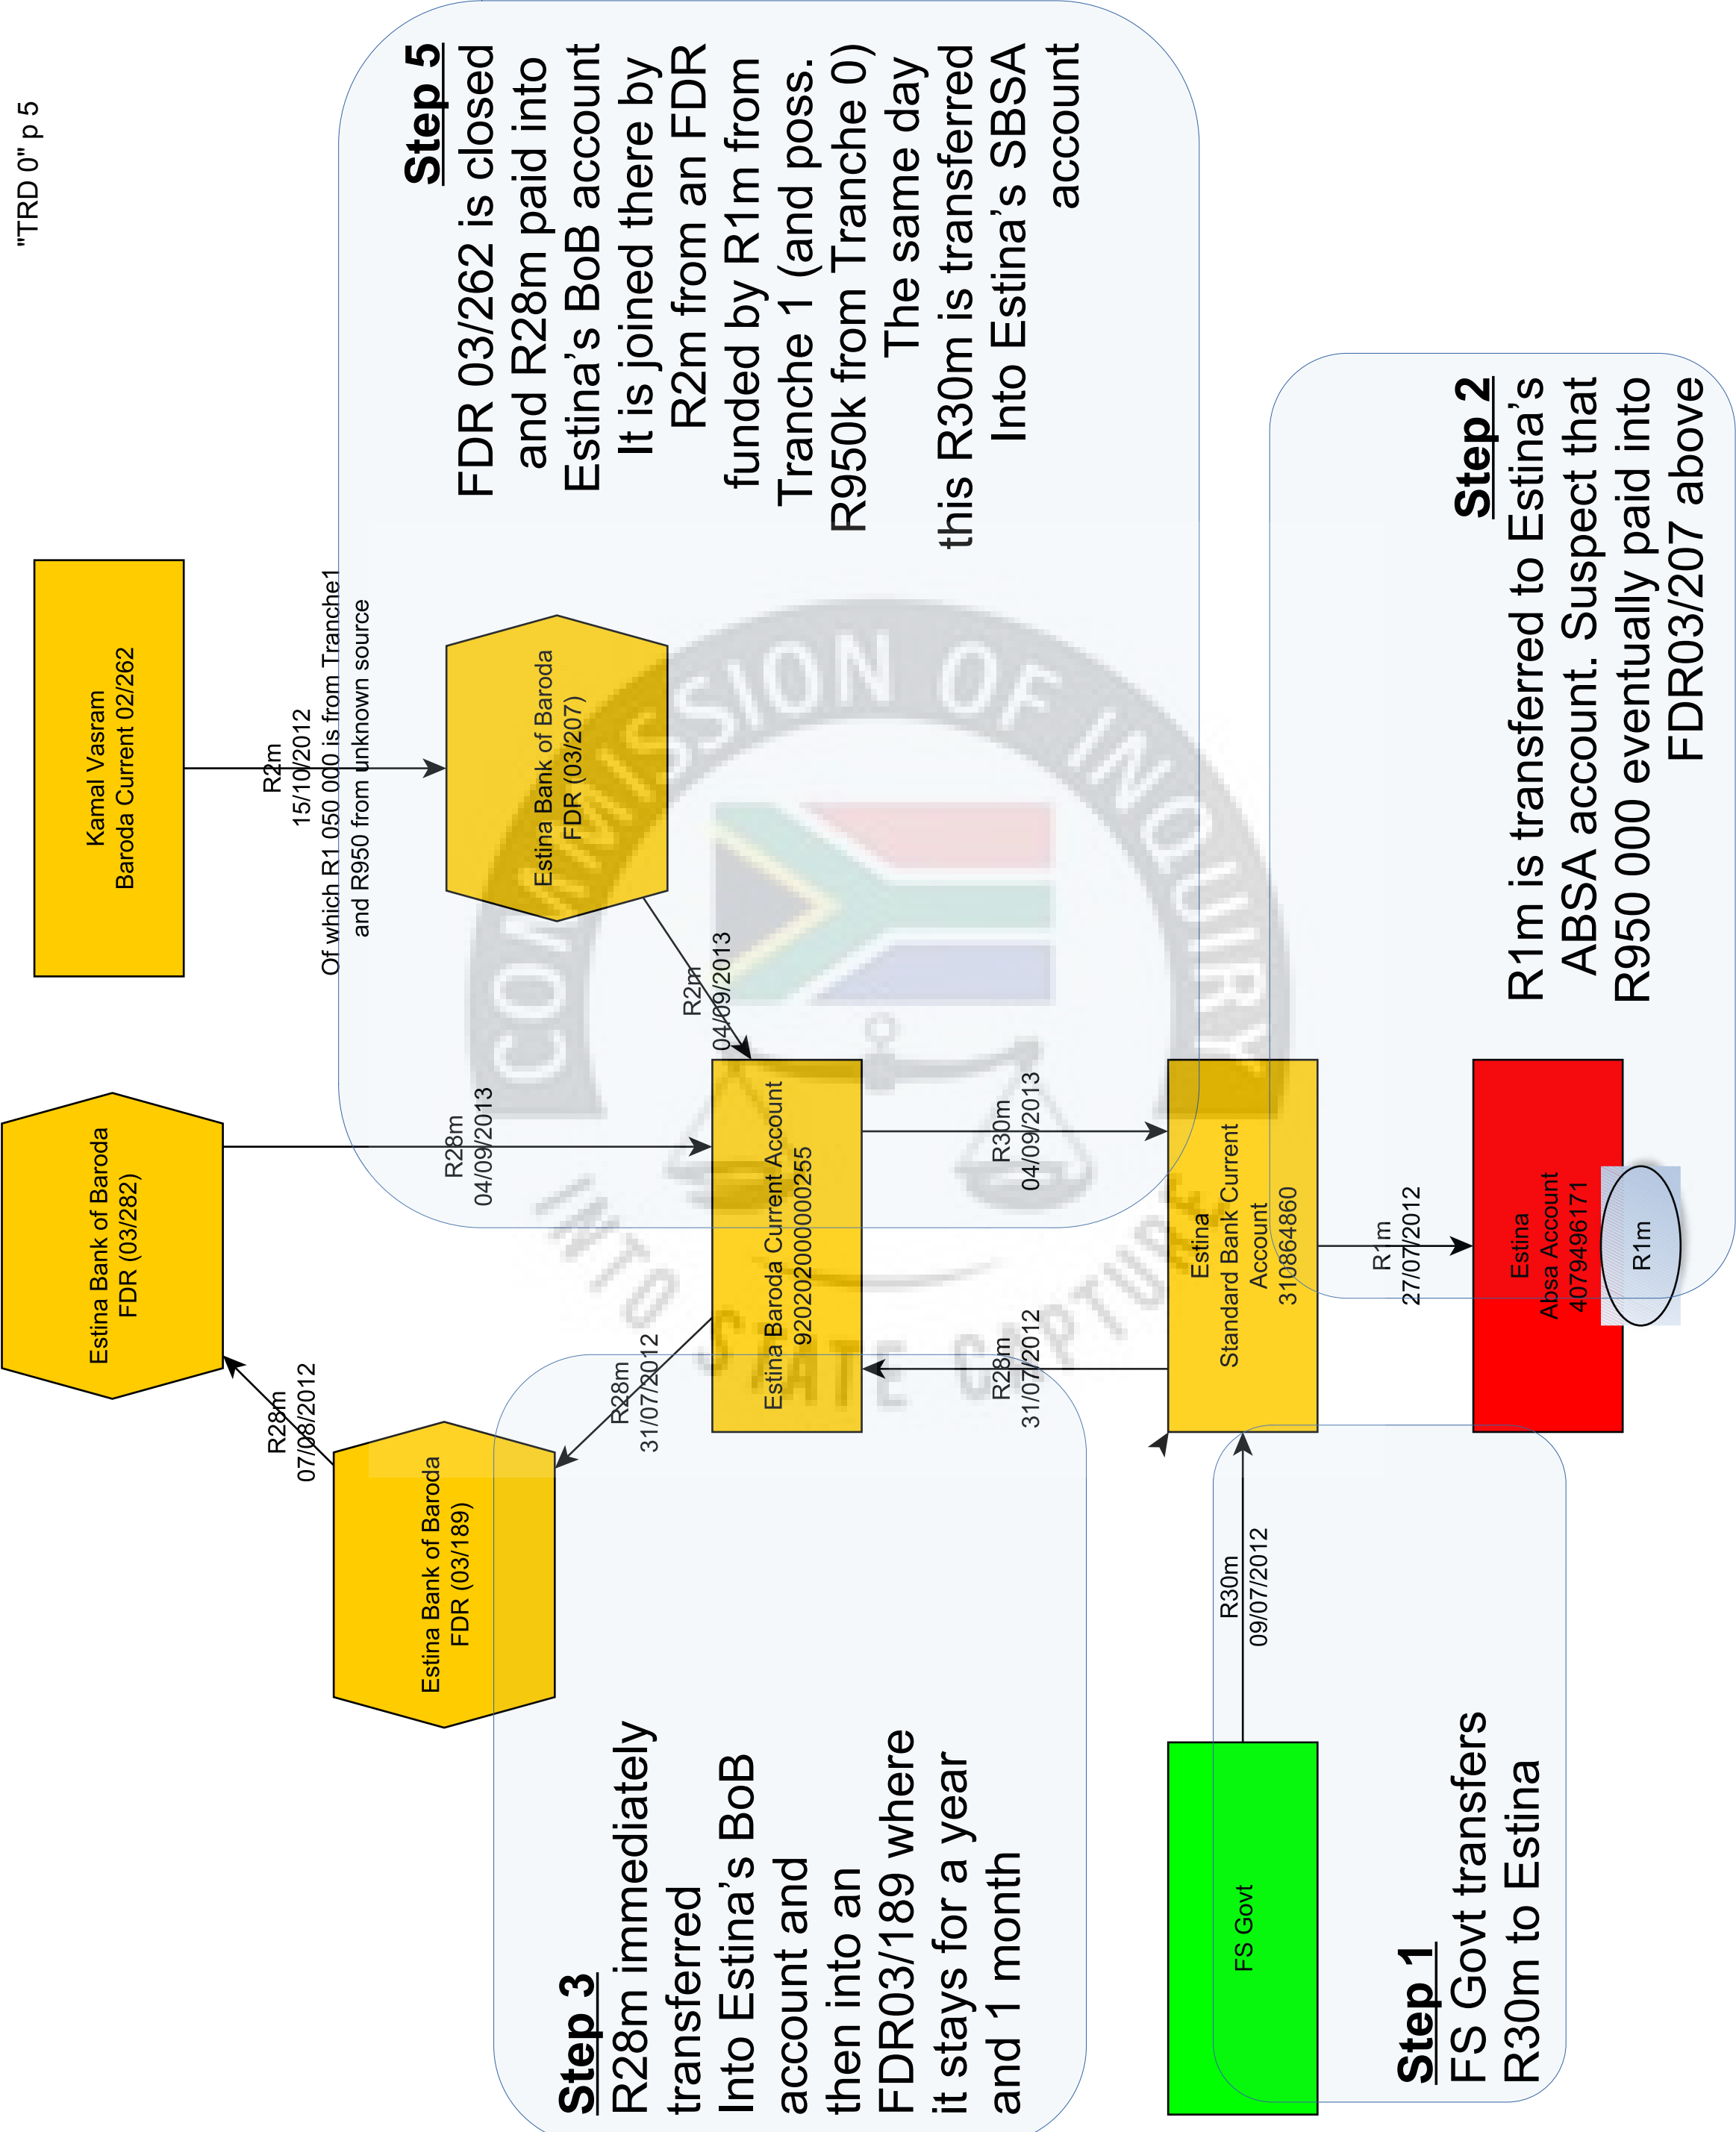 "TRD 0" p 5
Estina Bank of Baroda
FDR (03/282)
Kamal Vasram
Baroda Current 02/262
R28m
07/08/2012
R2m
15/10/2012
Of which R1 050 000 is from Tranche1
and R950 from unknown source
Estina Bank of Baroda
FDR (03/189)
R28m
04/09/2013
Estina Bank of Baroda
FDR (03/207)
Step 5
FDR 03/262 is closed
and R28m paid into
Estina’s BoB account
It is joined there by
R2m from an FDR
funded by R1m from
Tranche 1 (and poss.
R950k from Tranche 0)
The same day
this R30m is transferred
Into Estina’s SBSA
account
Step 3
R28m immediately
transferred
Into Estina’s BoB
account and
then into an
FDR03/189 where
it stays for a year
and 1 month
R28m
31/07/2012
R2m
04/09/2013
Estina Baroda Current Account
92020200000255
R28m
31/07/2012
R30m
04/09/2013
FS Govt
R30m
09/07/2012
Estina
Standard Bank Current
Account
310864860
Step 1
FS Govt transfers
R30m to Estina
R1m
27/07/2012
Step 2
R1m is transferred to Estina’s
ABSA account. Suspect that
R950 000 eventually paid into
FDR03/207 above
Estina
Absa Account
4079496171
R1m
COMMISSION OF INQUIRY
INTO STATE CAPTURE